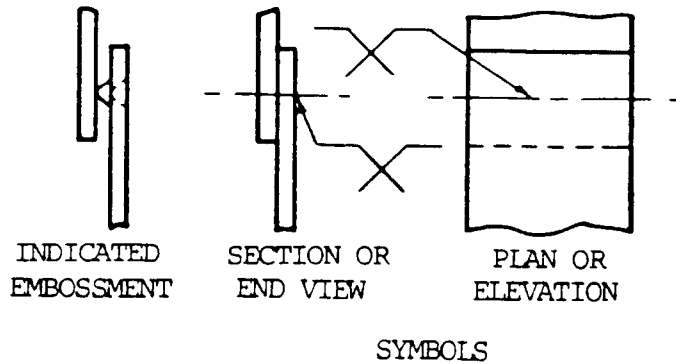 INDICATED
EMBOSSMENT
SECTION OR
END VIEW
PLAN OR
ELEVATION
SYMBOLS